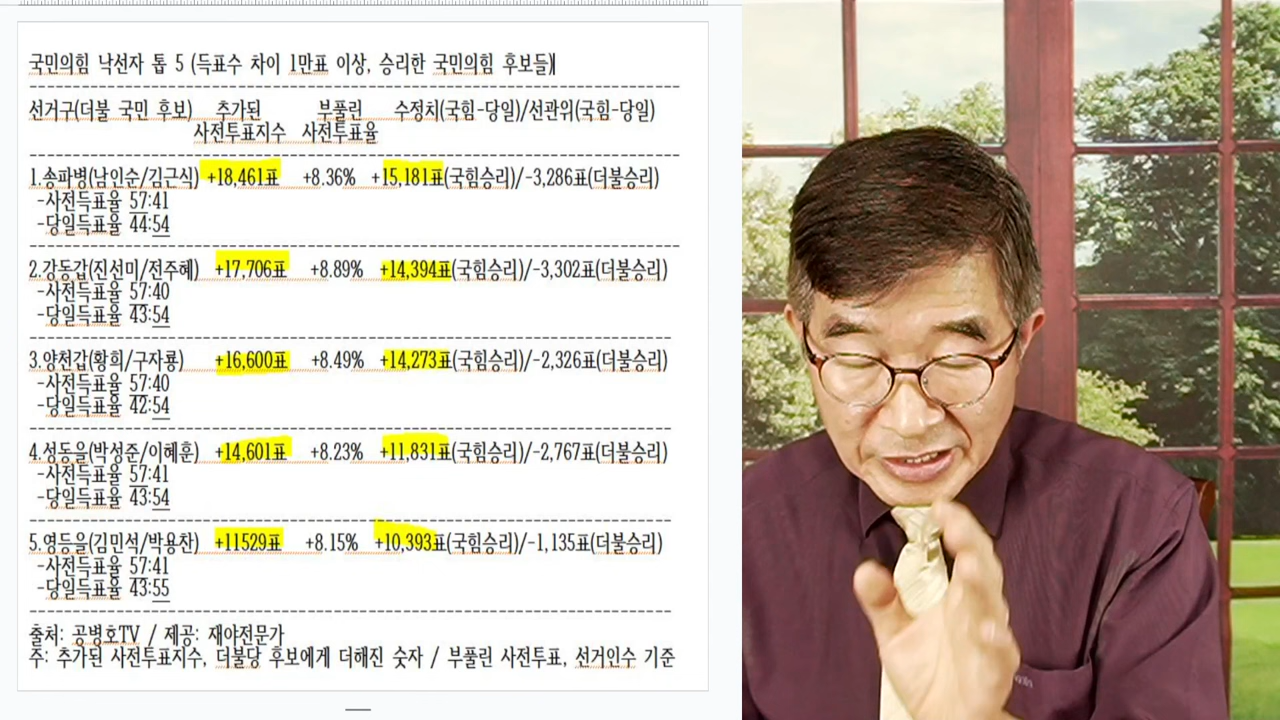 국민의힘 낙선자 톱 5 (득표수 차이 1만표 이상, 승리한 국민의힘 후보들)
선거구(더불 국민 후보) 추가된 부풀린 수정치(국힘-당일)/선관위(국힘-당일)
사전투표지수 사전투표율
1.송파병(남인순/김근식) +18,461표 +8.36% +15,181표(국힘승리)/-3,286표(더불승리)
-사전득표율 57:41
-당일득표율 44:54
2.강동갑(진선미/전주혜) +17,706표 +8.89% +14,394표(국힘승리)/-3,302표(더불승리)
-사전득표율 57:40
-당일득표율 43:54
3.양천갑(황희/구자룡) +16,600표 +8.49% +14,273표(국힘승리)/-2,326표(더불승리)
-사전득표율 57:40
-당일득표율 42:54
4.성동을(박성준/이혜훈) +14,601표 +8.23% +11,831표(국힘승리)/-2,767표(더불승리)
-사전득표율 57:41
-당일득표율 43:54
5.영등을(김민석/박용찬) +11529표 +8.15% +10,393표(국힘승리)/-1,135표(더불승리)
-사전득표율 57:41
-당일득표율 43:55
출처: 공병호TV / 제공: 재야전문가
주: 추가된 사전투표지수, 더불당 후보에게 더해진 숫자 / 부풀린 사전투표, 선거인수 기준